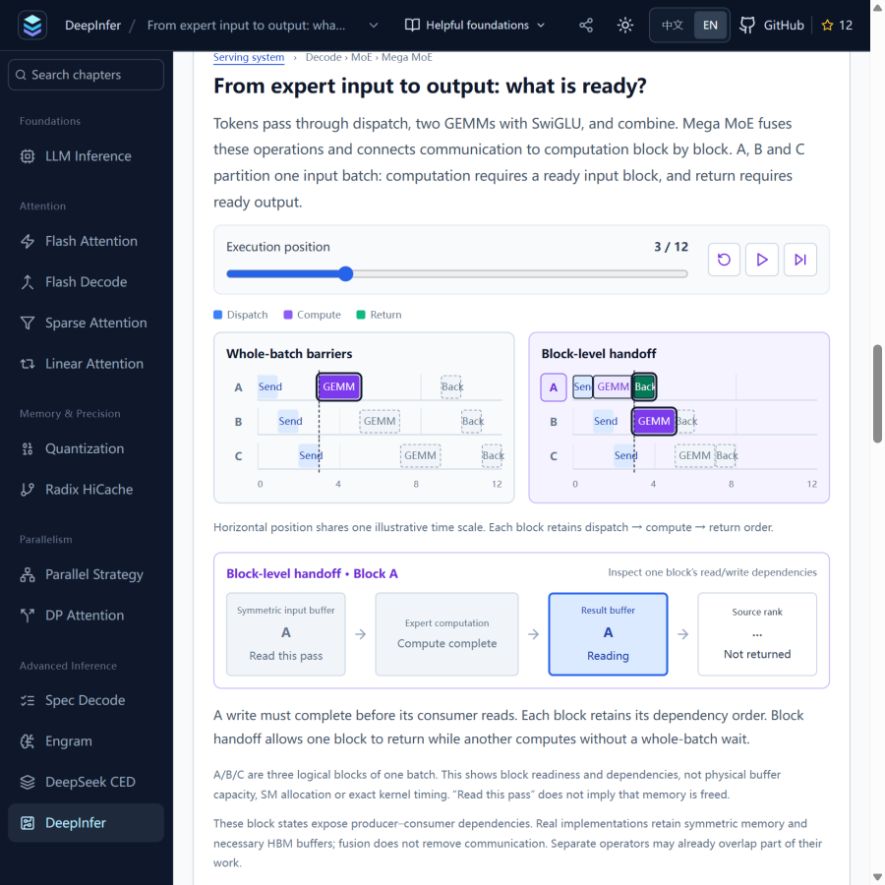 DeepInfer / From expert input to output: wha... Helpful foundations 中文 EN GitHub 12
Search chapters
Foundations
LLM Inference
Attention
Flash Attention
Flash Decode
Sparse Attention
Linear Attention
Memory & Precision
Quantization
Radix HiCache
Parallelism
Parallel Strategy
DP Attention
Advanced Inference
Spec Decode
Engram
DeepSeek CED
DeepInfer
Serving system › Decode › MoE › Mega MoE
From expert input to output: what is ready?
Tokens pass through dispatch, two GEMMs with SwiGLU, and combine. Mega MoE fuses
these operations and connects communication to computation block by block. A, B and C
partition one input batch: computation requires a ready input block, and return requires
ready output.
Execution position 3 / 12
Dispatch Compute Return
Whole-batch barriers
A Send GEMM Back
B Send GEMM Back
C Send GEMM Back
0 4 8 12
Block-level handoff
A Sen GEMM Back
B Send GEMM Back
C Send GEMM Back
0 4 8 12
Horizontal position shares one illustrative time scale. Each block retains dispatch → compute → return order.
Block-level handoff • Block A Inspect one block's read/write dependencies
Symmetric input buffer
A
Read this pass
→
Expert computation
Compute complete
→
Result buffer
A
Reading
→
Source rank
...
Not returned
A write must complete before its consumer reads. Each block retains its dependency order. Block
handoff allows one block to return while another computes without a whole-batch wait.
A/B/C are three logical blocks of one batch. This shows block readiness and dependencies, not physical buffer
capacity, SM allocation or exact kernel timing. “Read this pass” does not imply that memory is freed.
These block states expose producer–consumer dependencies. Real implementations retain symmetric memory and
necessary HBM buffers; fusion does not remove communication. Separate operators may already overlap part of their
work.